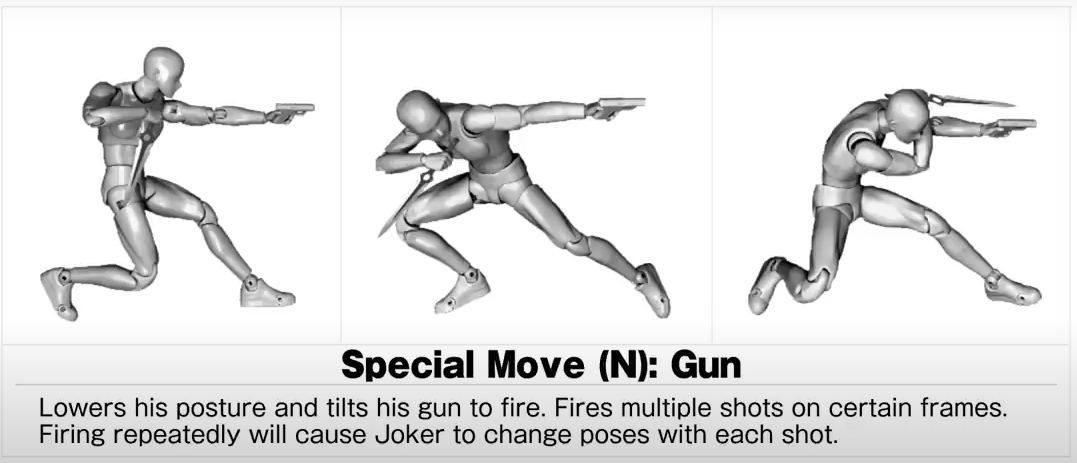 Special Move (N): Gun
Lowers his posture and tilts his gun to fire. Fires multiple shots on certain frames.
Firing repeatedly will cause Joker to change poses with each shot.